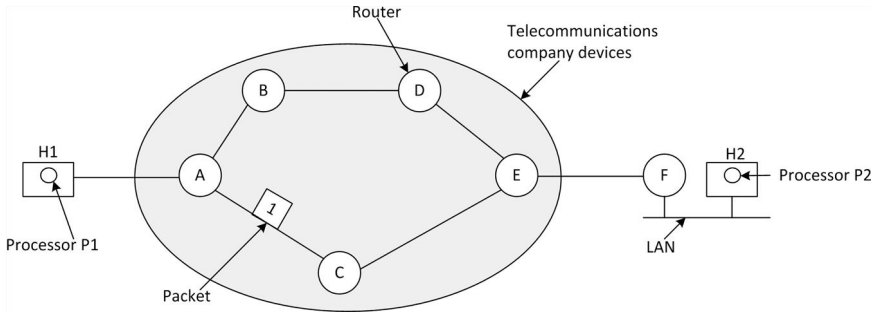 Router
Telecommunications
company devices
B
D
H1
A
E
F
H2
Processor P2
1
Processor P1
LAN
C
Packet